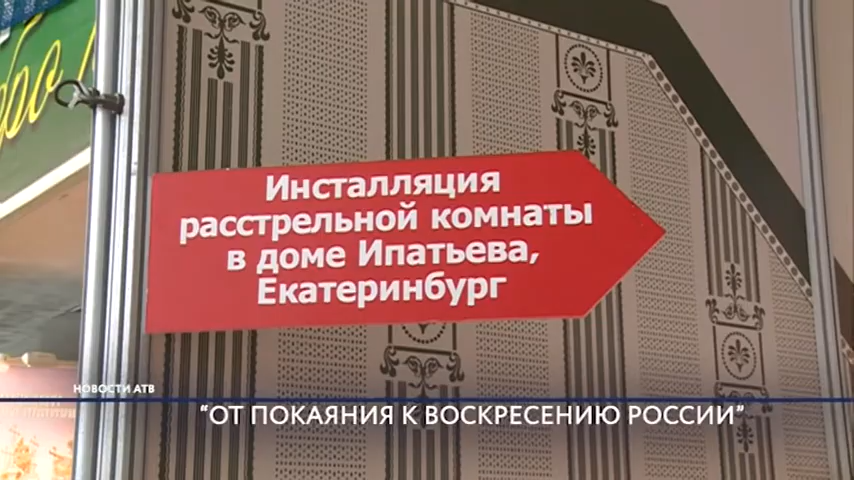 Инсталляция
расстрельной комнаты
в доме Ипатьева,
Екатеринбург
НОВОСТИ АТВ
“ОТ ПОКАЯНИЯ К ВОСКРЕСЕНИЮ РОССИИ”